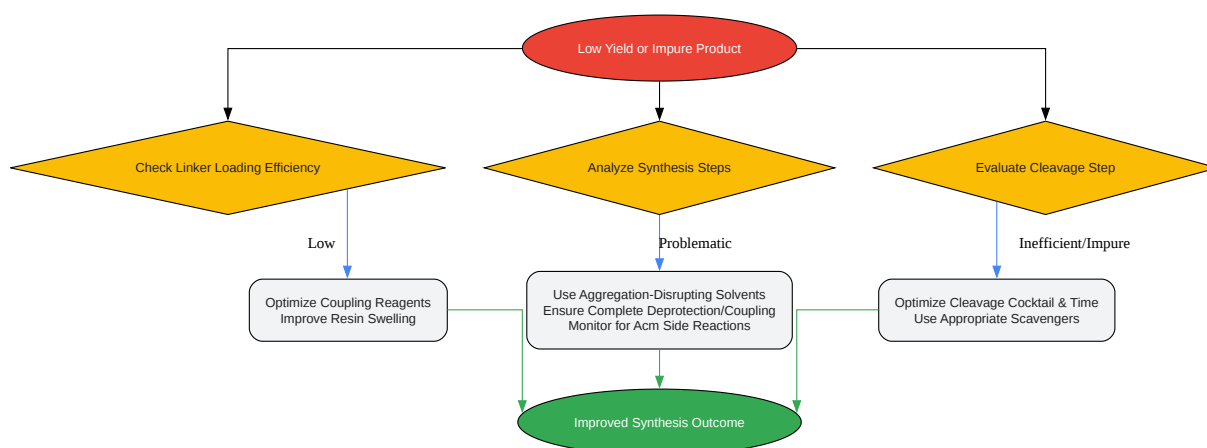 Low Yield or Impure Product
Check Linker Loading Efficiency
Analyze Synthesis Steps
Evaluate Cleavage Step
Low
Problematic
Inefficient/Impure
Optimize Coupling Reagents
Improve Resin Swelling
Use Aggregation-Disrupting Solvents
Ensure Complete Deprotection/Coupling
Monitor for Acm Side Reactions
Optimize Cleavage Cocktail & Time
Use Appropriate Scavengers
Improved Synthesis Outcome